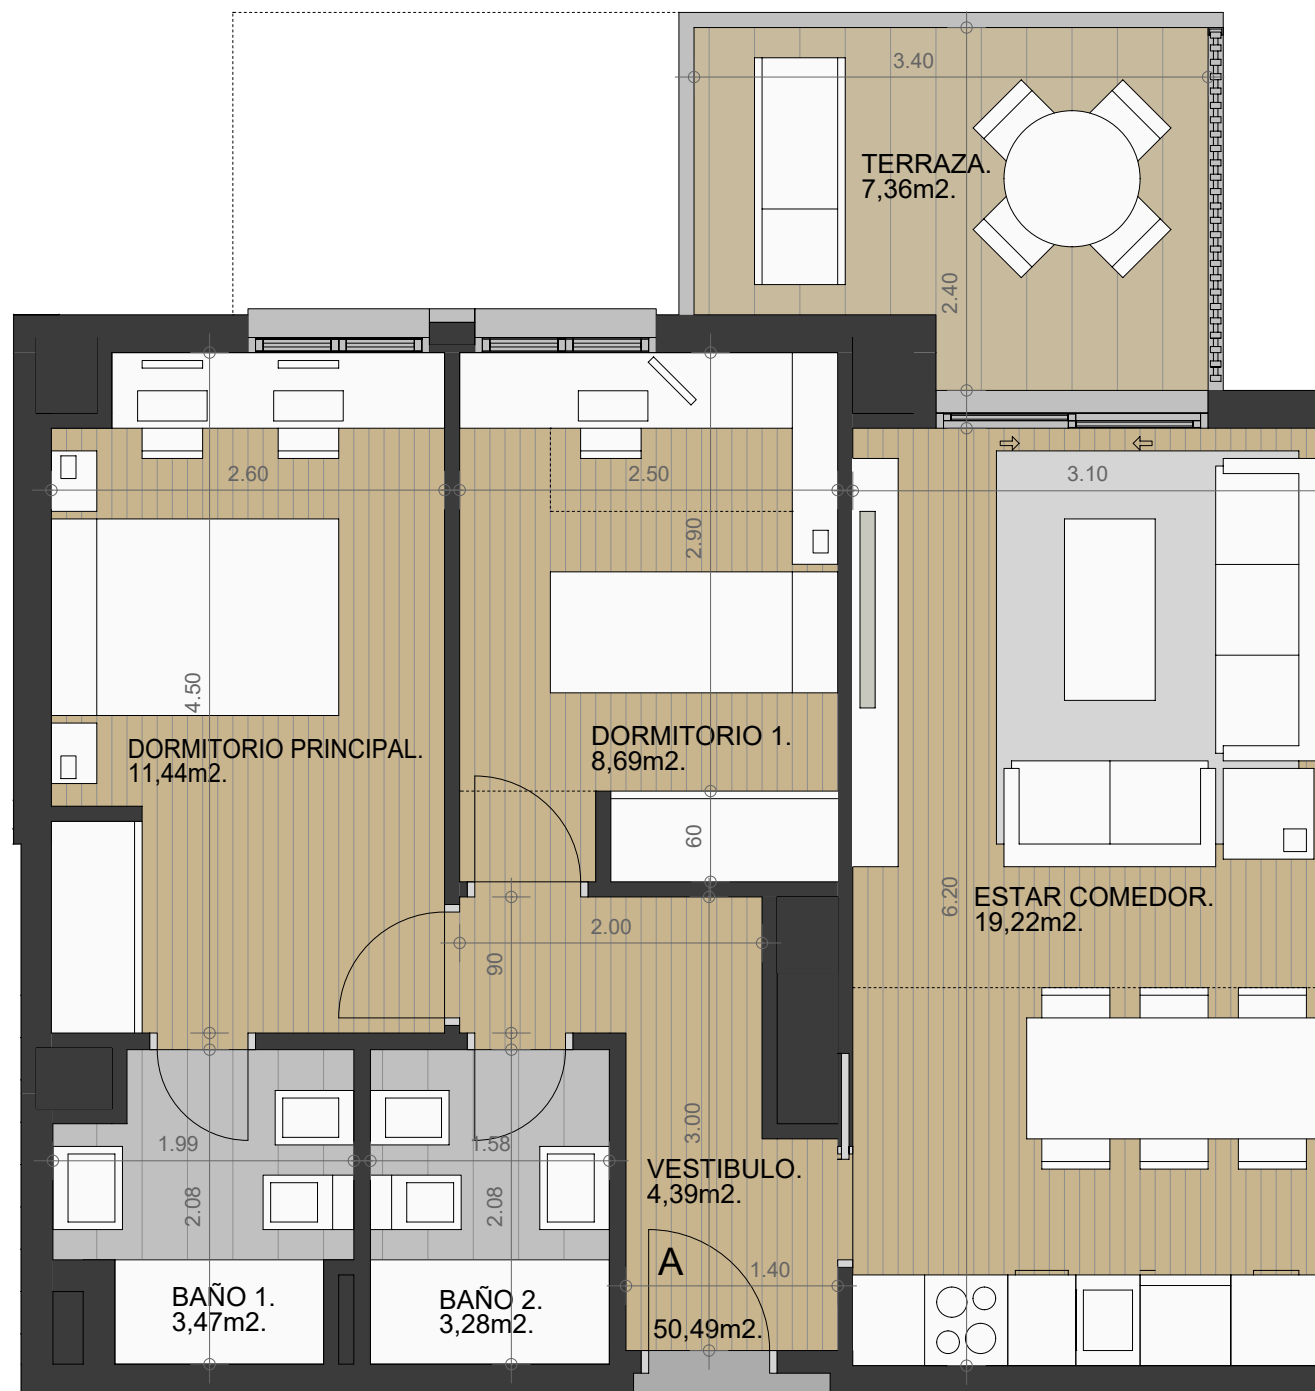 3.40
TERRAZA.
7,36m2.
2.40
2.60
2.50
3.10
2.90
4.50
DORMITORIO PRINCIPAL.
11,44m2.
DORMITORIO 1.
8,69m2.
60
6.20
ESTAR COMEDOR.
19,22m2.
2.00
90
3.00
1.99
1.58
VESTIBULO.
4,39m2.
2.08
2.08
A
1.40
BAÑO 1.
3,47m2.
BAÑO 2.
3,28m2.
50,49m2.